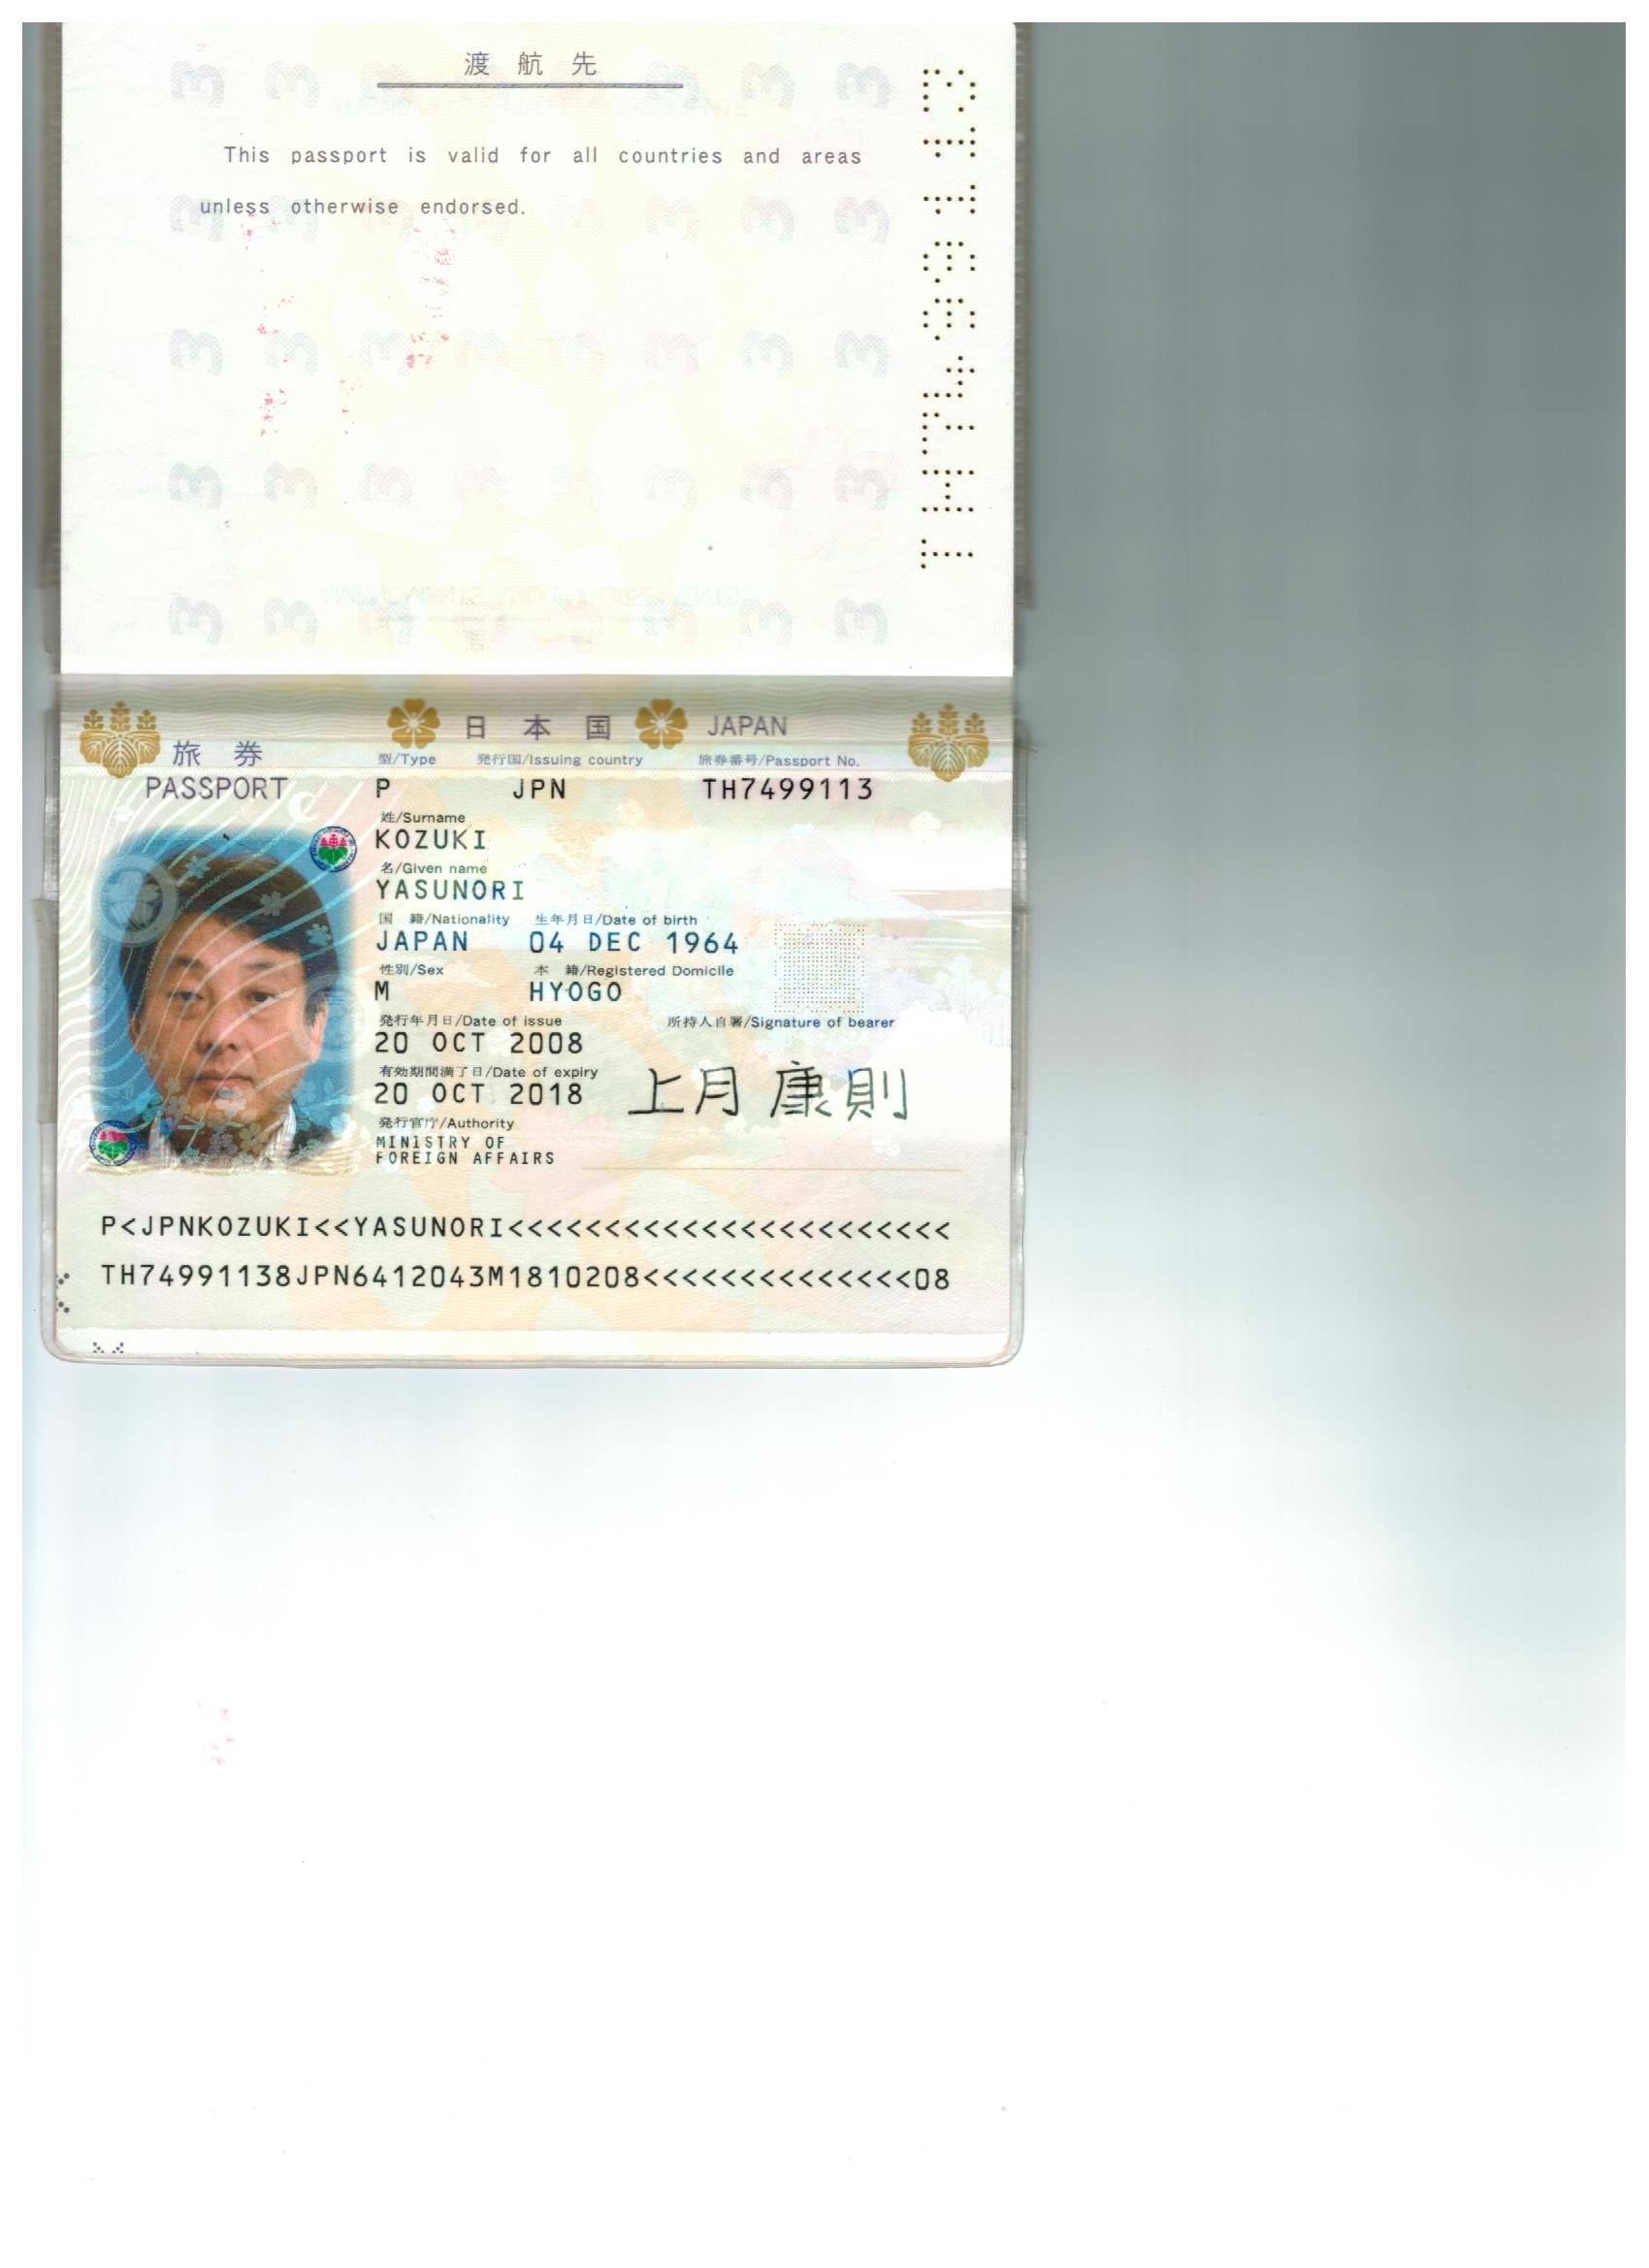 渡航先
This passport is valid for all countries and areas
unless otherwise endorsed.
TH7499113
日本国 JAPAN
旅券
PASSPORT
型/Type 発行国/Issuing country 旅券番号/Passport No.
P JPN TH7499113
姓/Surname
KOZUKI
名/Given name
YASUNORI
国籍/Nationality 生年月日/Date of birth
JAPAN 04 DEC 1964
性別/Sex 本籍/Registered Domicile
M HYOGO
発行年月日/Date of issue 所持人自署/Signature of bearer
20 OCT 2008
有効期間満了日/Date of expiry
20 OCT 2018 上月康則
発行官庁/Authority
MINISTRY OF
FOREIGN AFFAIRS
P<JPNKOZUKI<<YASUNORI<<<<<<<<<<<<<<<<<<<<<<<
TH74991138JPN6412043M1810208<<<<<<<<<<<<<<08